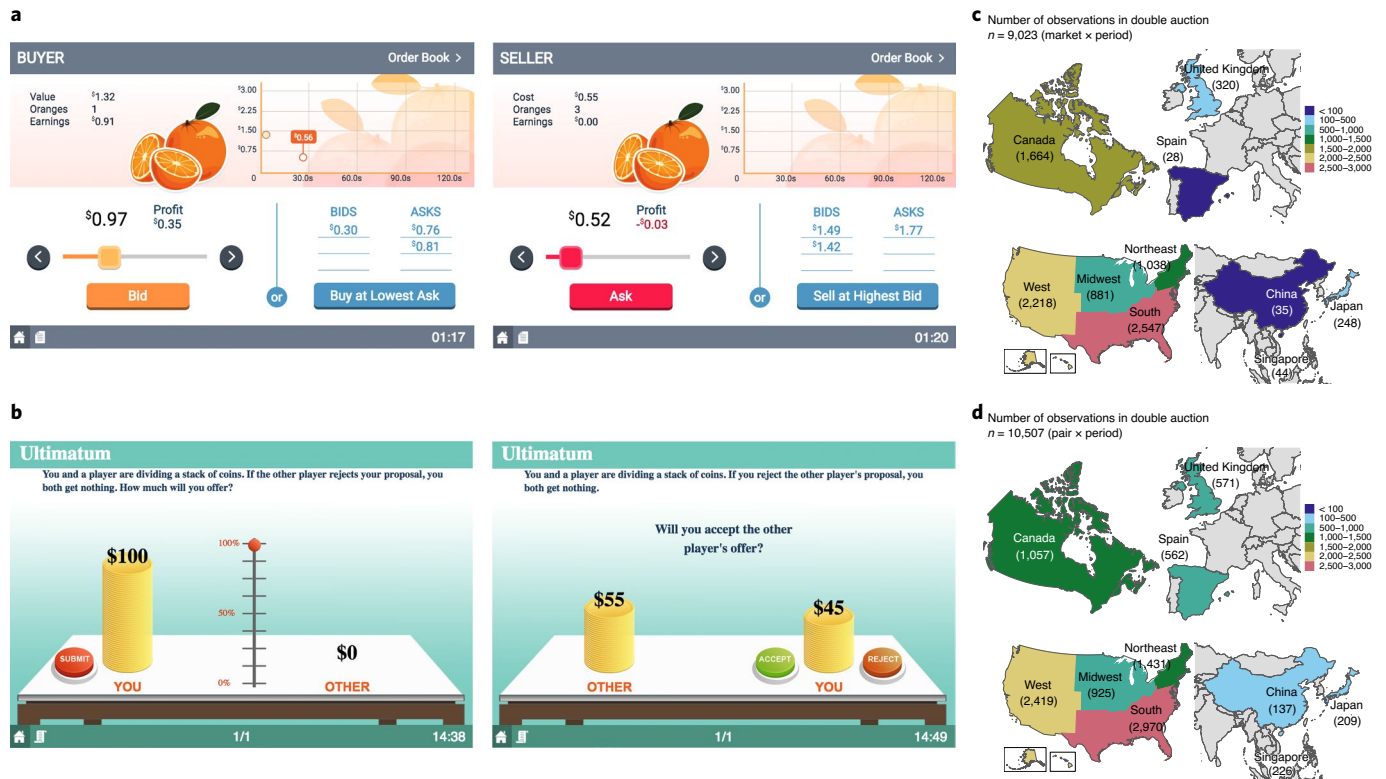 a
BUYER
Order Book >
Value $1.32
Oranges 1
Earnings $0.91
$3.00
$2.25
$1.50
$0.75
$0.56
0 30.0s 60.0s 90.0s 120.0s
$0.97
Profit
$0.35
Bid
or
BIDS ASKS
$0.30 $0.76
$0.81
Buy at Lowest Ask
01:17
SELLER
Order Book >
Cost $0.55
Oranges 3
Earnings $0.00
$3.00
$2.25
$1.50
$0.75
0 30.0s 60.0s 90.0s 120.0s
$0.52
Profit
-$0.03
Ask
or
BIDS ASKS
$1.49 $1.77
$1.42
Sell at Highest Bid
01:20
b
Ultimatum
You and a player are dividing a stack of coins. If the other player rejects your proposal, you
both get nothing. How much will you offer?
$100
100%
50%
0%
$0
SUBMIT
YOU
OTHER
1/1
14:38
Ultimatum
You and a player are dividing a stack of coins. If you reject the other player's proposal, you
both get nothing.
Will you accept the other
player's offer?
$55
$45
ACCEPT
REJECT
OTHER
YOU
1/1
14:49
c
Number of observations in double auction
n = 9,023 (market × period)
United Kingdom
(320)
Canada
(1,664)
Spain
(28)
< 100
100–500
500–1,000
1,000–1,500
1,500–2,000
2,000–2,500
2,500–3,000
Northeast
(1,038)
West
(2,218)
Midwest
(881)
South
(2,547)
China
(35)
Japan
(248)
Singapore
(44)
d
Number of observations in double auction
n = 10,507 (pair × period)
United Kingdom
(571)
Canada
(1,057)
Spain
(562)
< 100
100–500
500–1,000
1,000–1,500
1,500–2,000
2,000–2,500
2,500–3,000
Northeast
(1,431)
West
(2,419)
Midwest
(925)
South
(2,970)
China
(137)
Japan
(209)
Singapore
(226)